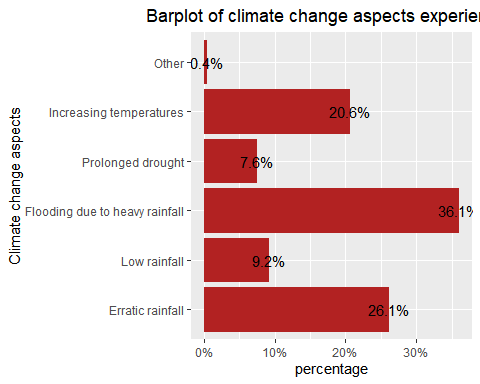 Barplot of climate change aspects experien
Other
0.4%
Increasing temperatures
20.6%
Prolonged drought
7.6%
Flooding due to heavy rainfall
36.1%
Low rainfall
9.2%
Erratic rainfall
26.1%
0%
10%
20%
30%
percentage
Climate change aspects